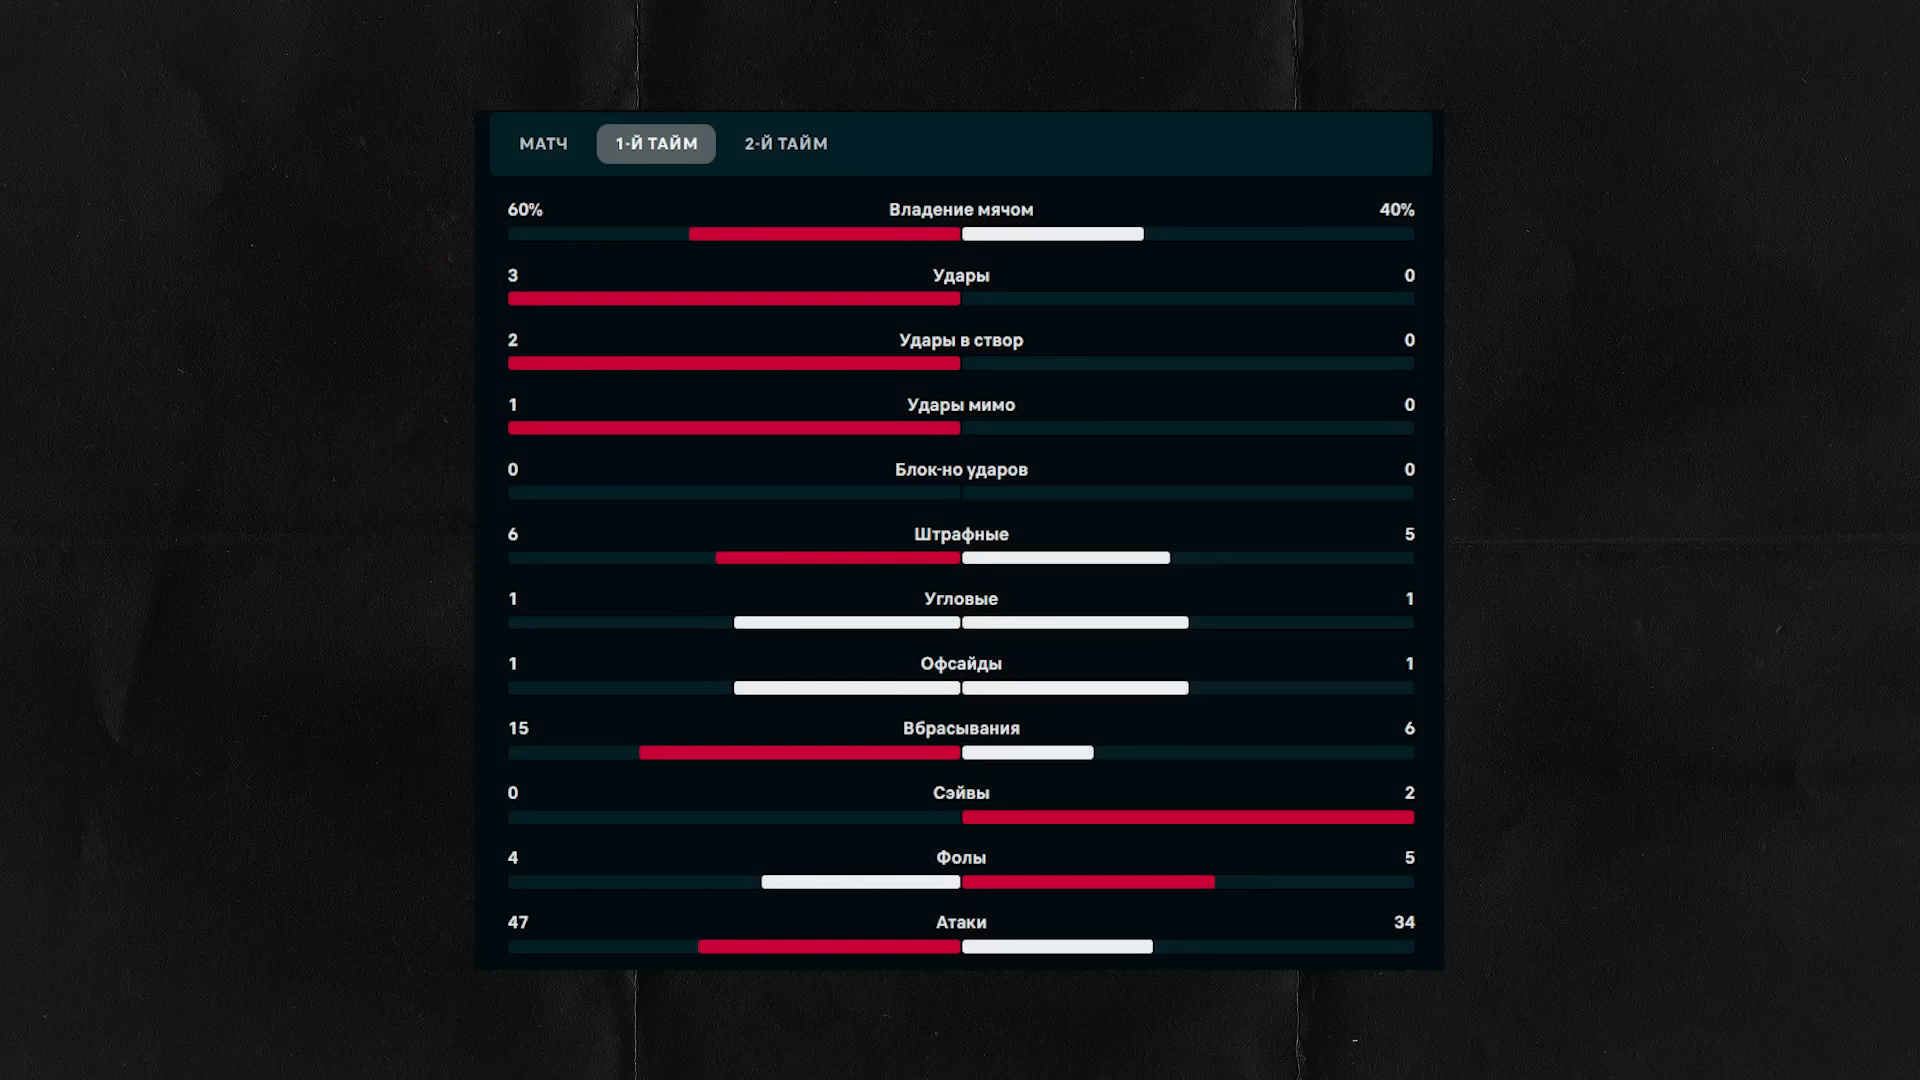 МАТЧ 1-Й ТАЙМ 2-Й ТАЙМ
60% Владение мячом 40%
3 Удары 0
2 Удары в створ 0
1 Удары мимо 0
0 Блок-но ударов 0
6 Штрафные 5
1 Угловые 1
1 Офсайды 1
15 Вбрасывания 6
0 Сэйвы 2
4 Фолы 5
47 Атаки 34